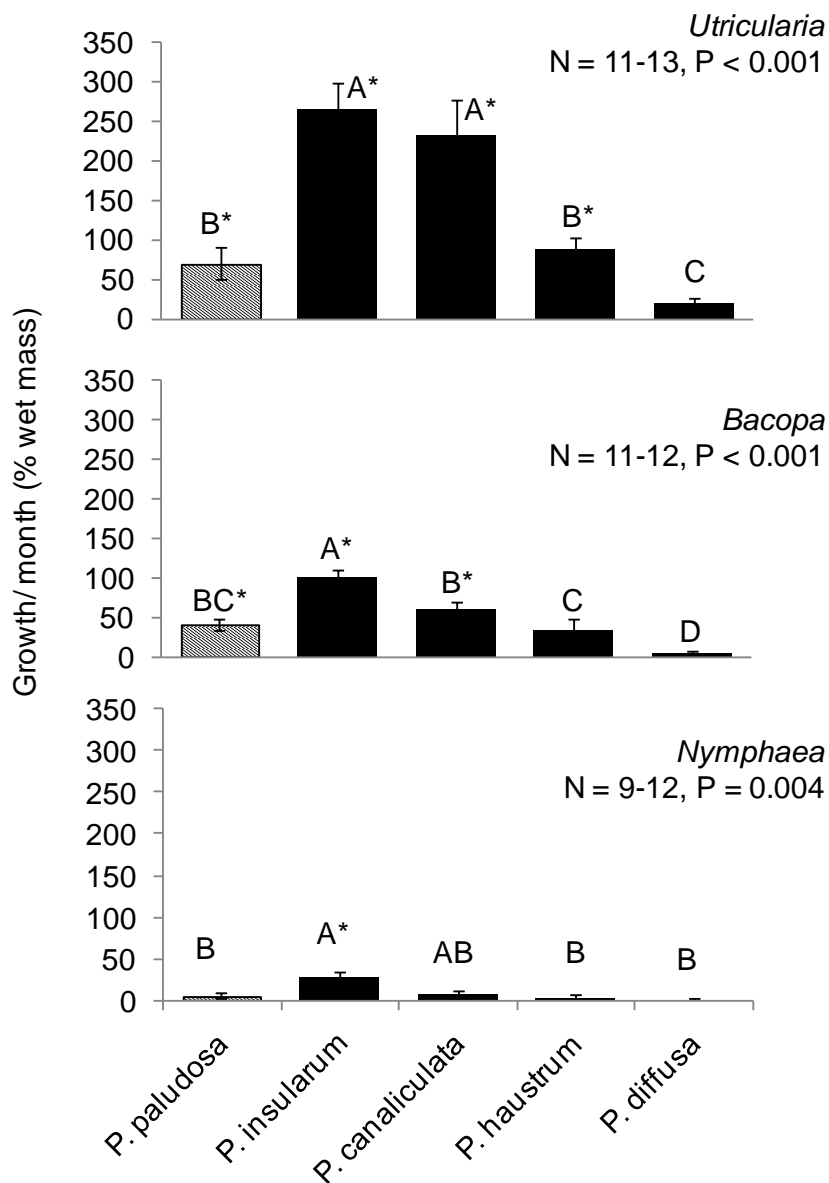 Growth/ month (% wet mass)
Utricularia
N = 11-13, P < 0.001
350
300
250
200
150
100
50
0
B*
A*
A*
B*
C
Bacopa
N = 11-12, P < 0.001
350
300
250
200
150
100
50
0
BC*
A*
B*
C
D
Nymphaea
N = 9-12, P = 0.004
350
300
250
200
150
100
50
0
B
A*
AB
B
B
P. paludosa
P. insularum
P. canaliculata
P. haustrum
P. diffusa